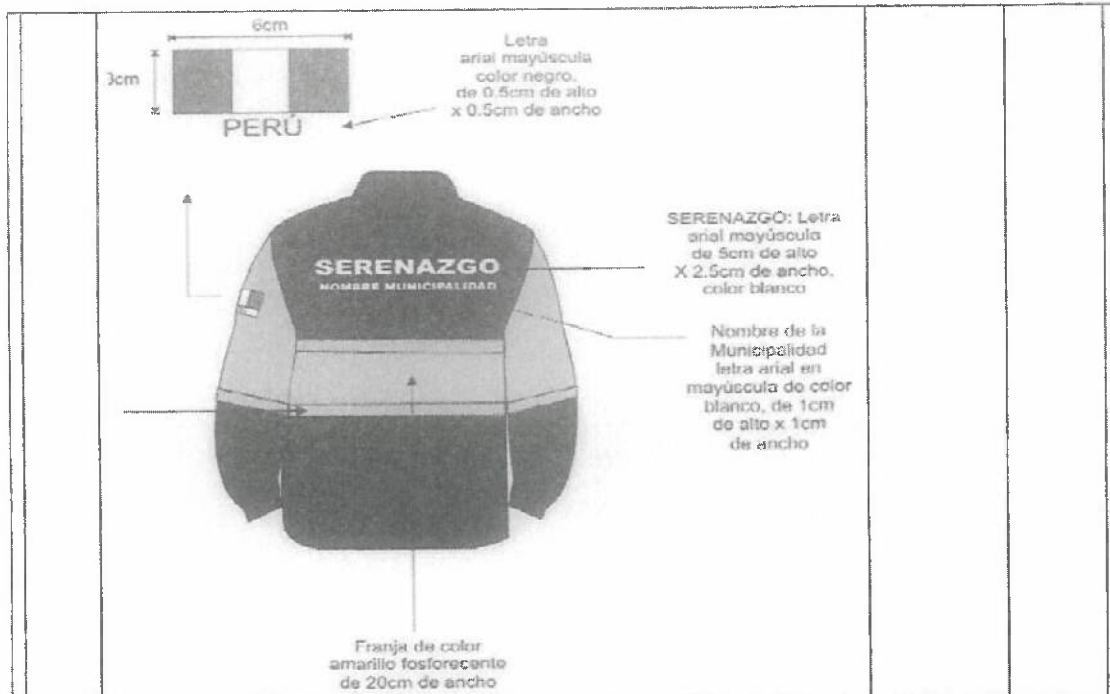 6cm
3cm
PERÚ
Letra
arial mayúscula
color negro,
de 0.5cm de alto
x 0.5cm de ancho
SERENAZGO
NOMBRE MUNICIPALIDAD
SERENAZGO: Letra
arial mayúscula
de 5cm de alto
X 2.5cm de ancho,
color blanco
Nombre de la
Municipalidad
letra arial en
mayúscula de color
blanco, de 1cm
de alto x 1cm
de ancho
Franja de color
amarillo fosforecente
de 20cm de ancho